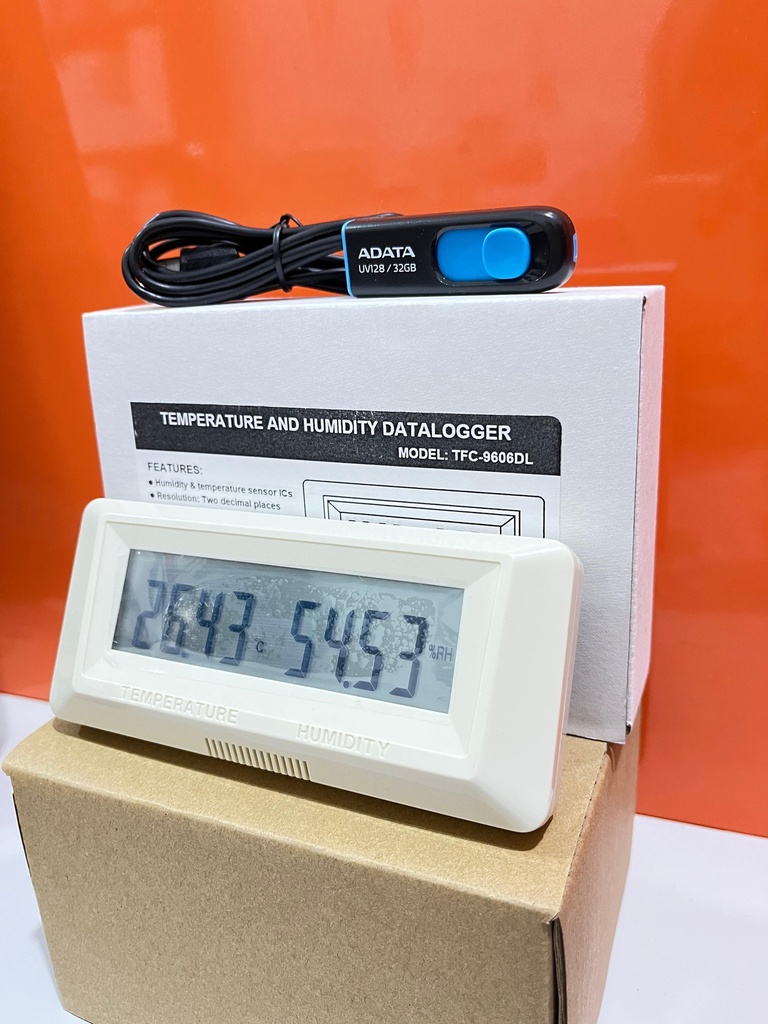 ADATA
UV128 / 32GB
TEMPERATURE AND HUMIDITY DATALOGGER
MODEL: TFC-9606DL
FEATURES:
● Humidity & temperature sensor ICs
● Resolution: Two decimal places
26.43 °C 54.53 %RH
TEMPERATURE HUMIDITY